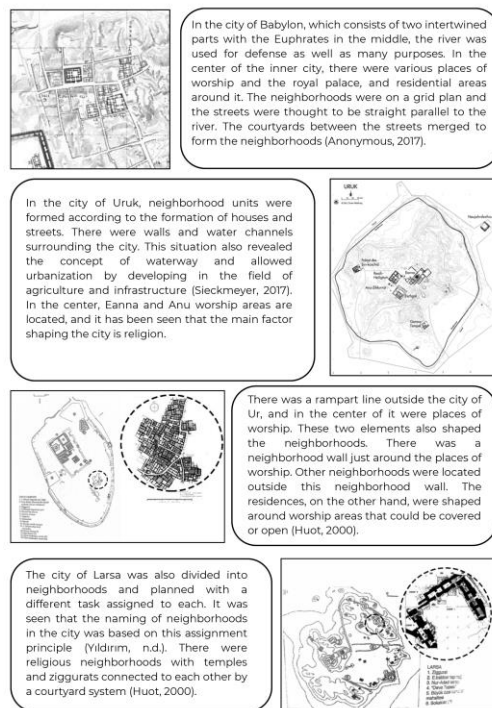 In the city of Babylon, which consists of two intertwined
parts with the Euphrates in the middle, the river was
used for defense as well as many purposes. In the
center of the inner city, there were various places of
worship and the royal palace, and residential areas
around it. The neighborhoods were on a grid plan and
the streets were thought to be straight parallel to the
river. The courtyards between the streets merged to
form the neighborhoods (Anonymous, 2017).
In the city of Uruk, neighborhood units were
formed according to the formation of houses and
streets. There were walls and water channels
surrounding the city. This situation also revealed
the concept of waterway and allowed
urbanization by developing in the field of
agriculture and infrastructure (Sieckmeyer, 2017).
In the center, Eanna and Anu worship areas are
located, and it has been seen that the main factor
shaping the city is religion.
URUK
There was a rampart line outside the city of
Ur, and in the center of it were places of
worship. These two elements also shaped
the neighborhoods. There was a
neighborhood wall just around the places of
worship. Other neighborhoods were located
outside this neighborhood wall. The
residences, on the other hand, were shaped
around worship areas that could be covered
or open (Huot, 2000).
The city of Larsa was also divided into
neighborhoods and planned with a
different task assigned to each. It was
seen that the naming of neighborhoods
in the city was based on this assignment
principle (Yıldırım, n.d.). There were
religious neighborhoods with temples
and ziggurats connected to each other by
a courtyard system (Huot, 2000).
LARSA